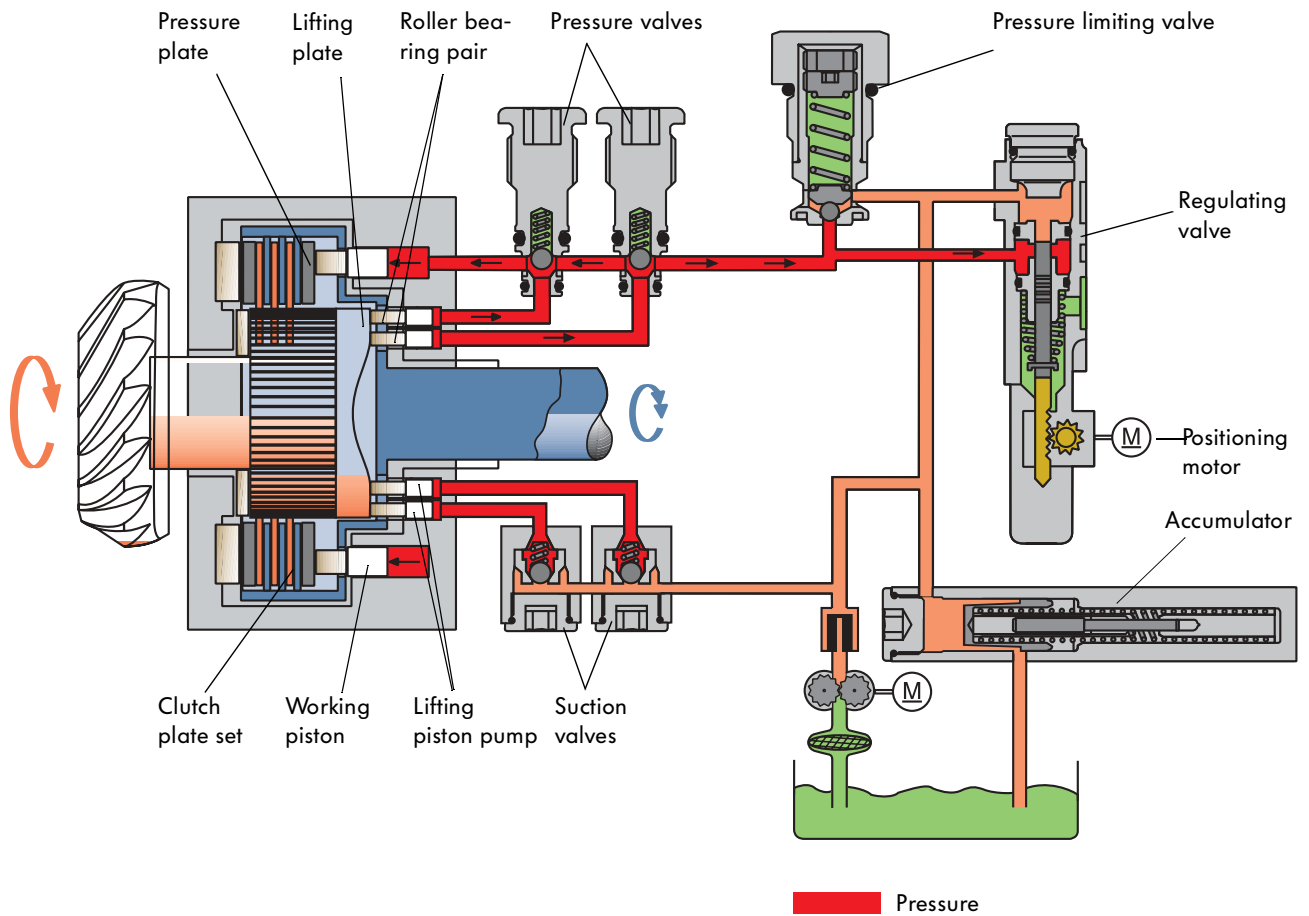 Pressure
plate
Lifting
plate
Roller bea-
ring pair
Pressure valves
Pressure limiting valve
Regulating
valve
M
Positioning
motor
Accumulator
M
Clutch
plate set
Working
piston
Lifting
piston pump
Suction
valves
Pressure